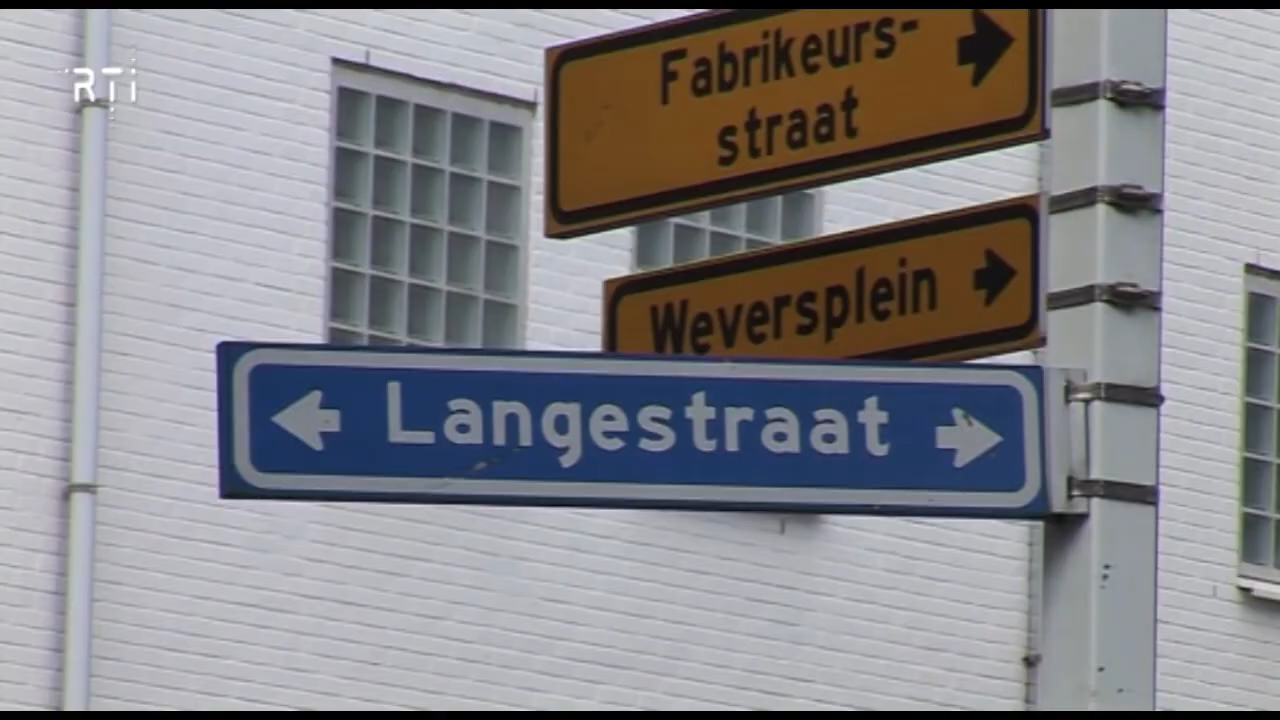 RTi
Fabrikeurs-
straat
Weversplein
Langestraat